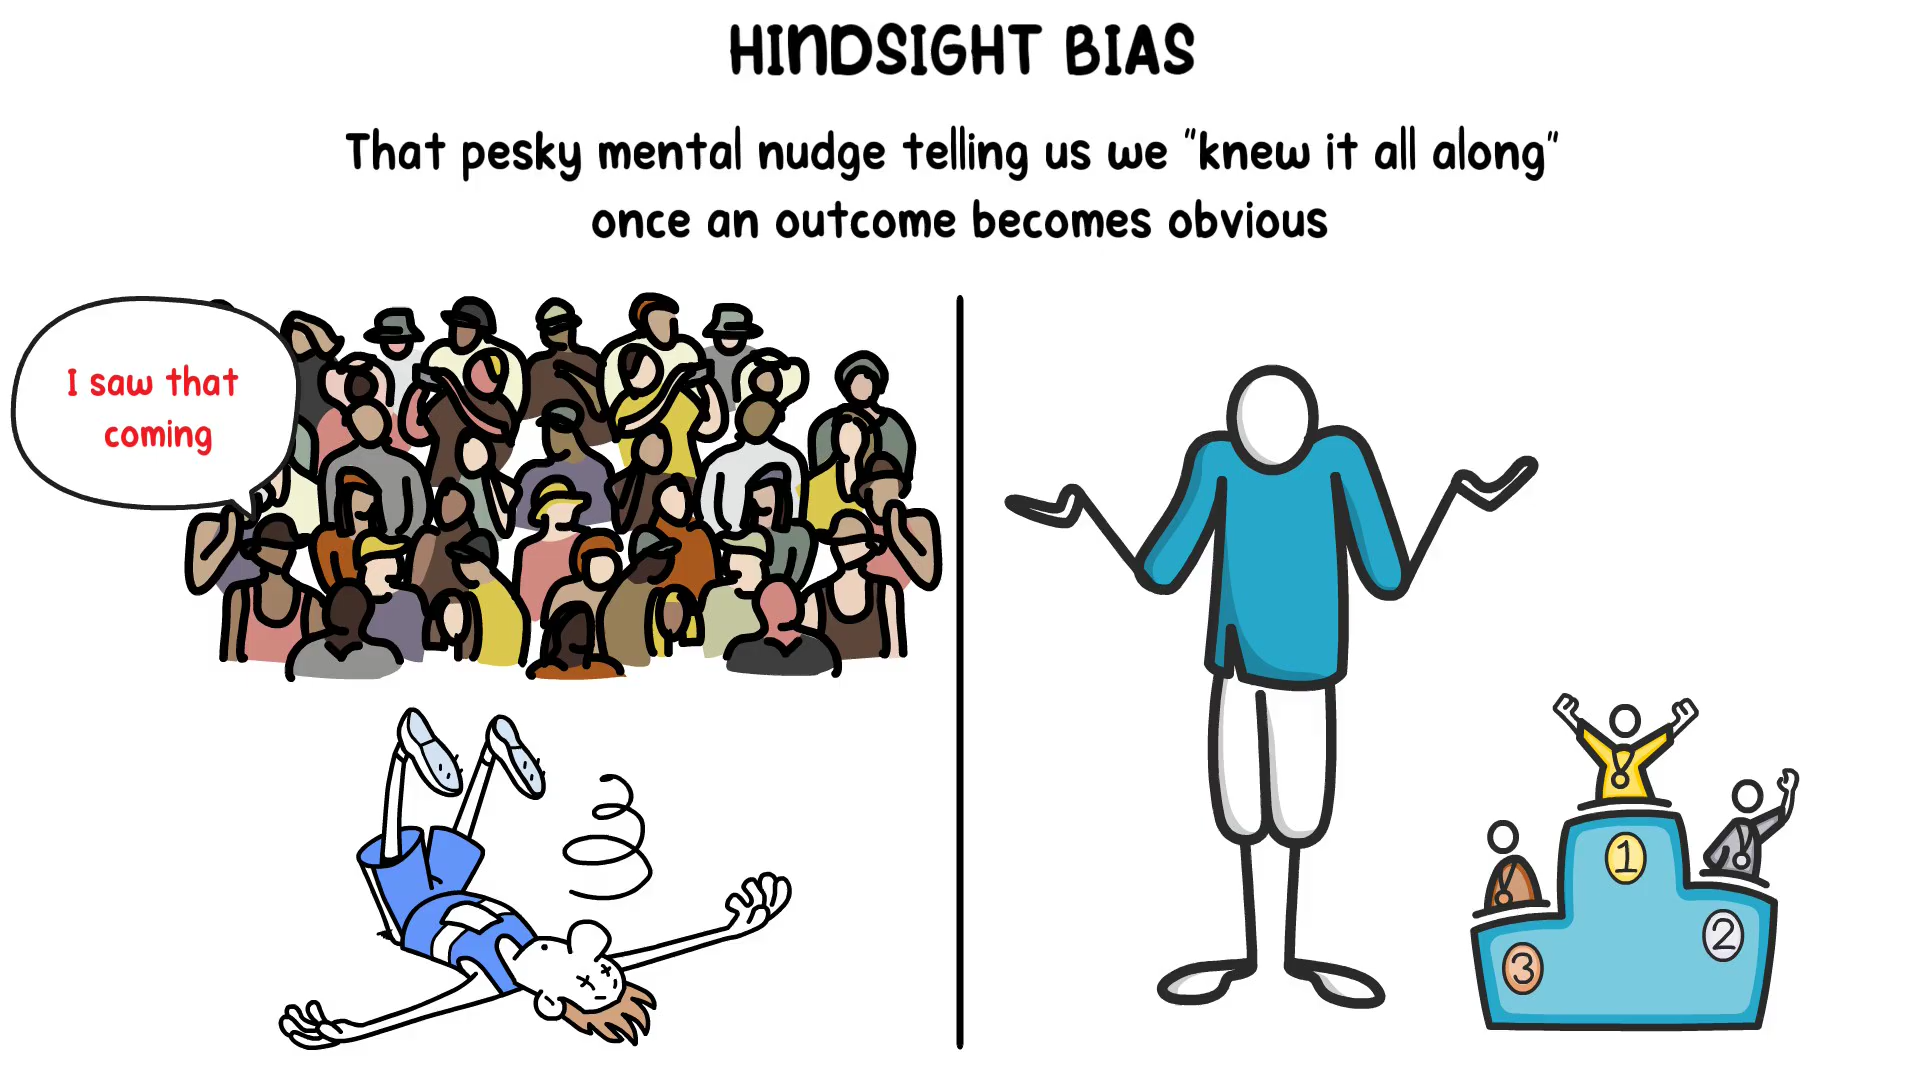 HINDSIGHT BIAS
That pesky mental nudge telling us we "knew it all along"
once an outcome becomes obvious
I saw that
coming
1
2
3